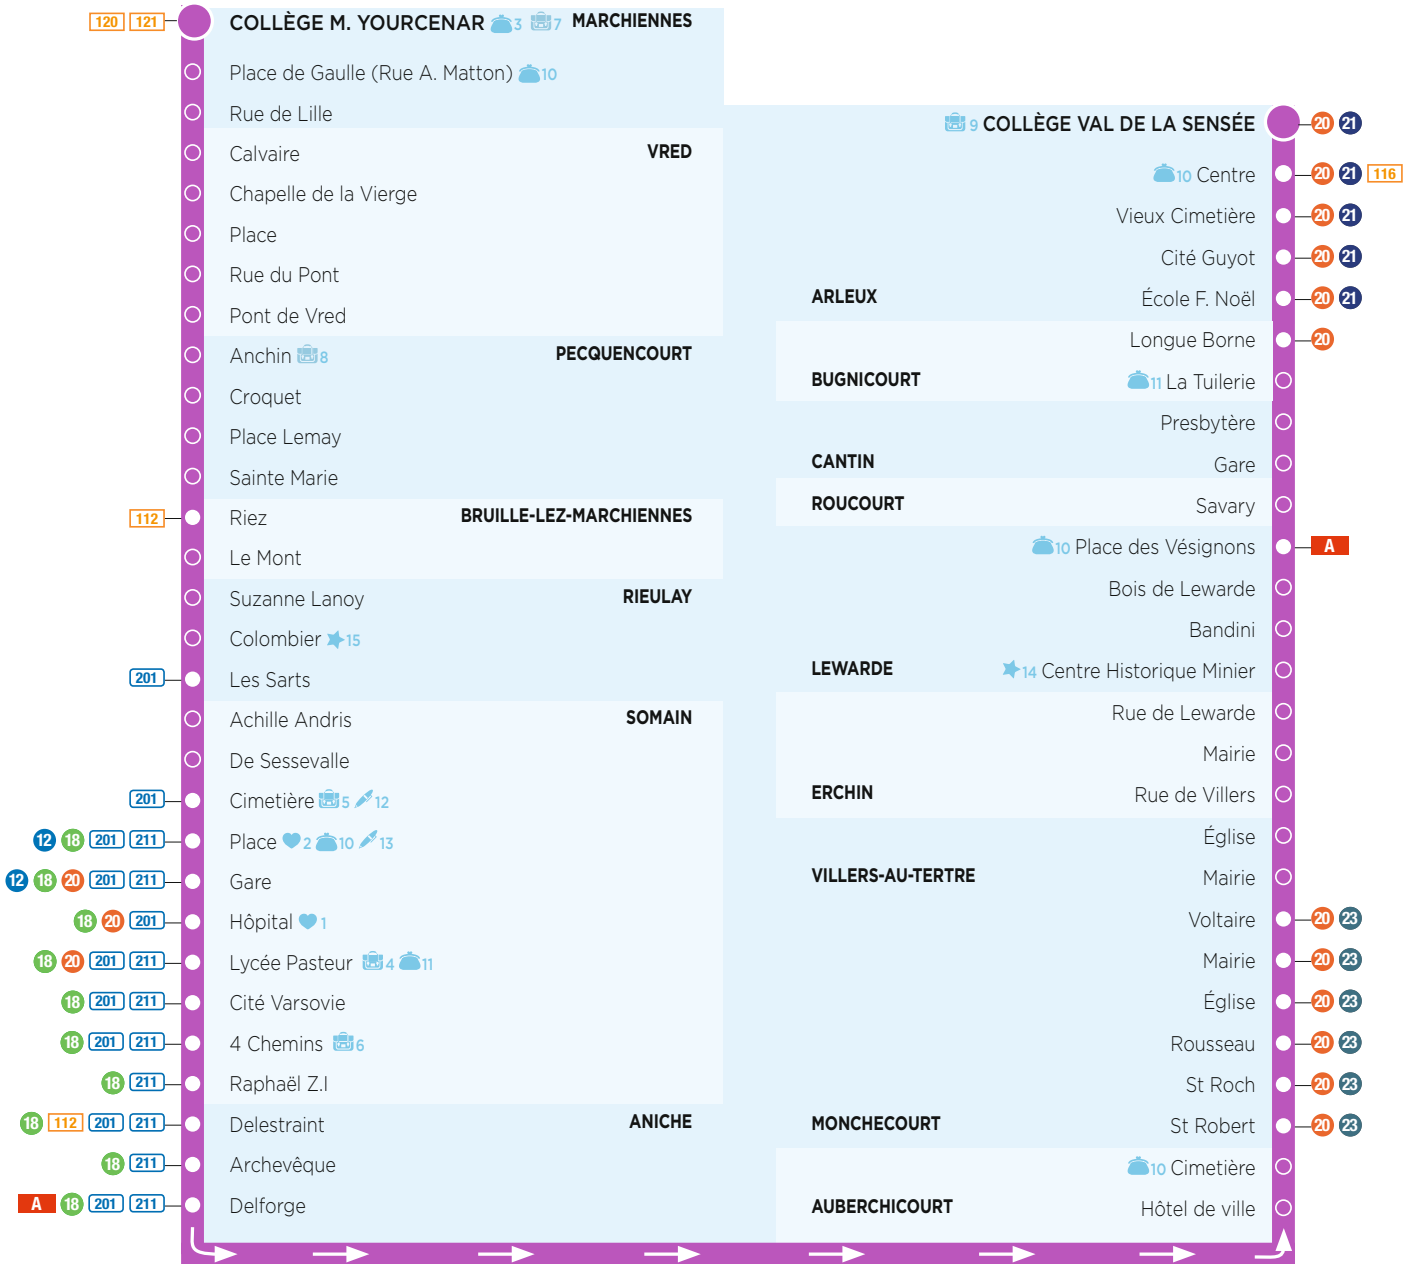 120 121 COLLÈGE M. YOURCENAR 3 7 MARCHIENNES
Place de Gaulle (Rue A. Matton) 10
Rue de Lille
Calvaire VRED
Chapelle de la Vierge
Place
Rue du Pont
Pont de Vred
Anchin 8 PECQUENCOURT
Croquet
Place Lemay
Sainte Marie
112 Riez BRUILLE-LEZ-MARCHIENNES
Le Mont
Suzanne Lanoy RIEULAY
Colombier 15
201 Les Sarts
Achille Andris SOMAIN
De Sessevalle
201 Cimetière 5 12
12 18 201 211 Place 2 10 13
12 18 20 201 211 Gare
18 20 201 Hôpital 1
18 20 201 211 Lycée Pasteur 4 11
18 201 211 Cité Varsovie
18 201 211 4 Chemins 6
18 211 Raphaël Z.I
18 112 201 211 Delestraint ANICHE
18 211 Archevêque
A 18 201 211 Delforge
9 COLLÈGE VAL DE LA SENSÉE 20 21
10 Centre 20 21 116
Vieux Cimetière 20 21
Cité Guyot 20 21
ARLEUX École F. Noël 20 21
Longue Borne 20
BUGNICOURT 11 La Tuilerie
Presbytère
CANTIN Gare
ROUCOURT Savary
10 Place des Vésignons A
Bois de Lewarde
Bandini
LEWARDE 14 Centre Historique Minier
Rue de Lewarde
Mairie
ERCHIN Rue de Villers
Église
VILLERS-AU-TERTRE Mairie
Voltaire 20 23
Mairie 20 23
Église 20 23
Rousseau 20 23
St Roch 20 23
MONCHECOURT St Robert 20 23
10 Cimetière
AUBERCHICOURT Hôtel de ville